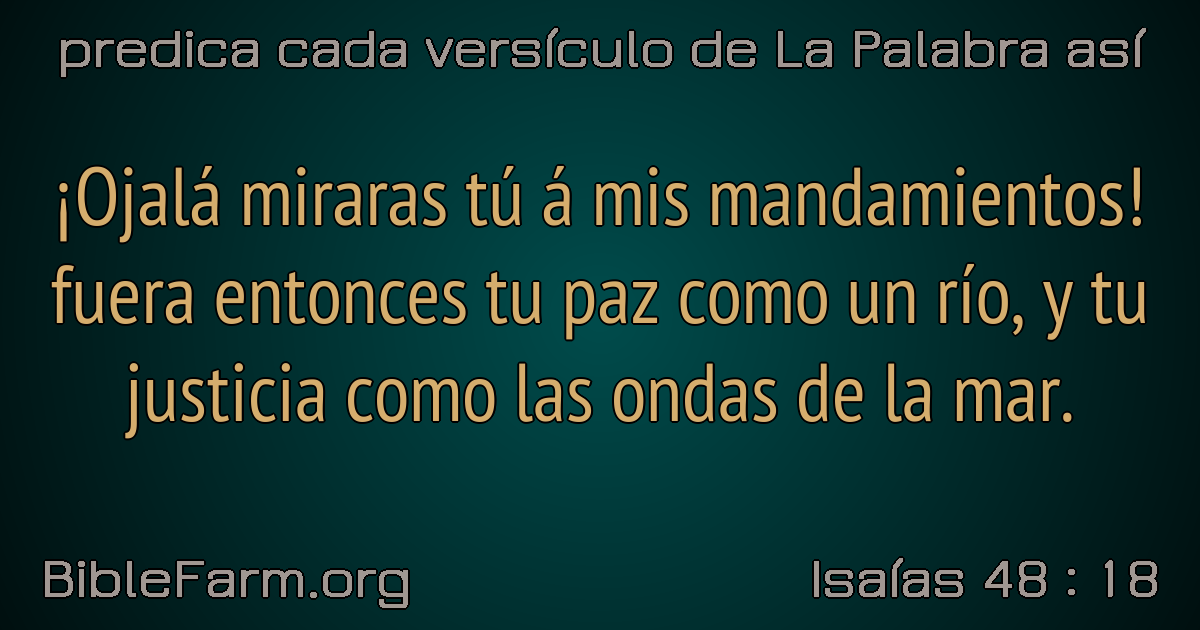 predica cada versículo de La Palabra así
¡Ojalá miraras tú á mis mandamientos!
fuera entonces tu paz como un río, y tu
justicia como las ondas de la mar.
BibleFarm.org
Isaías 48 : 18